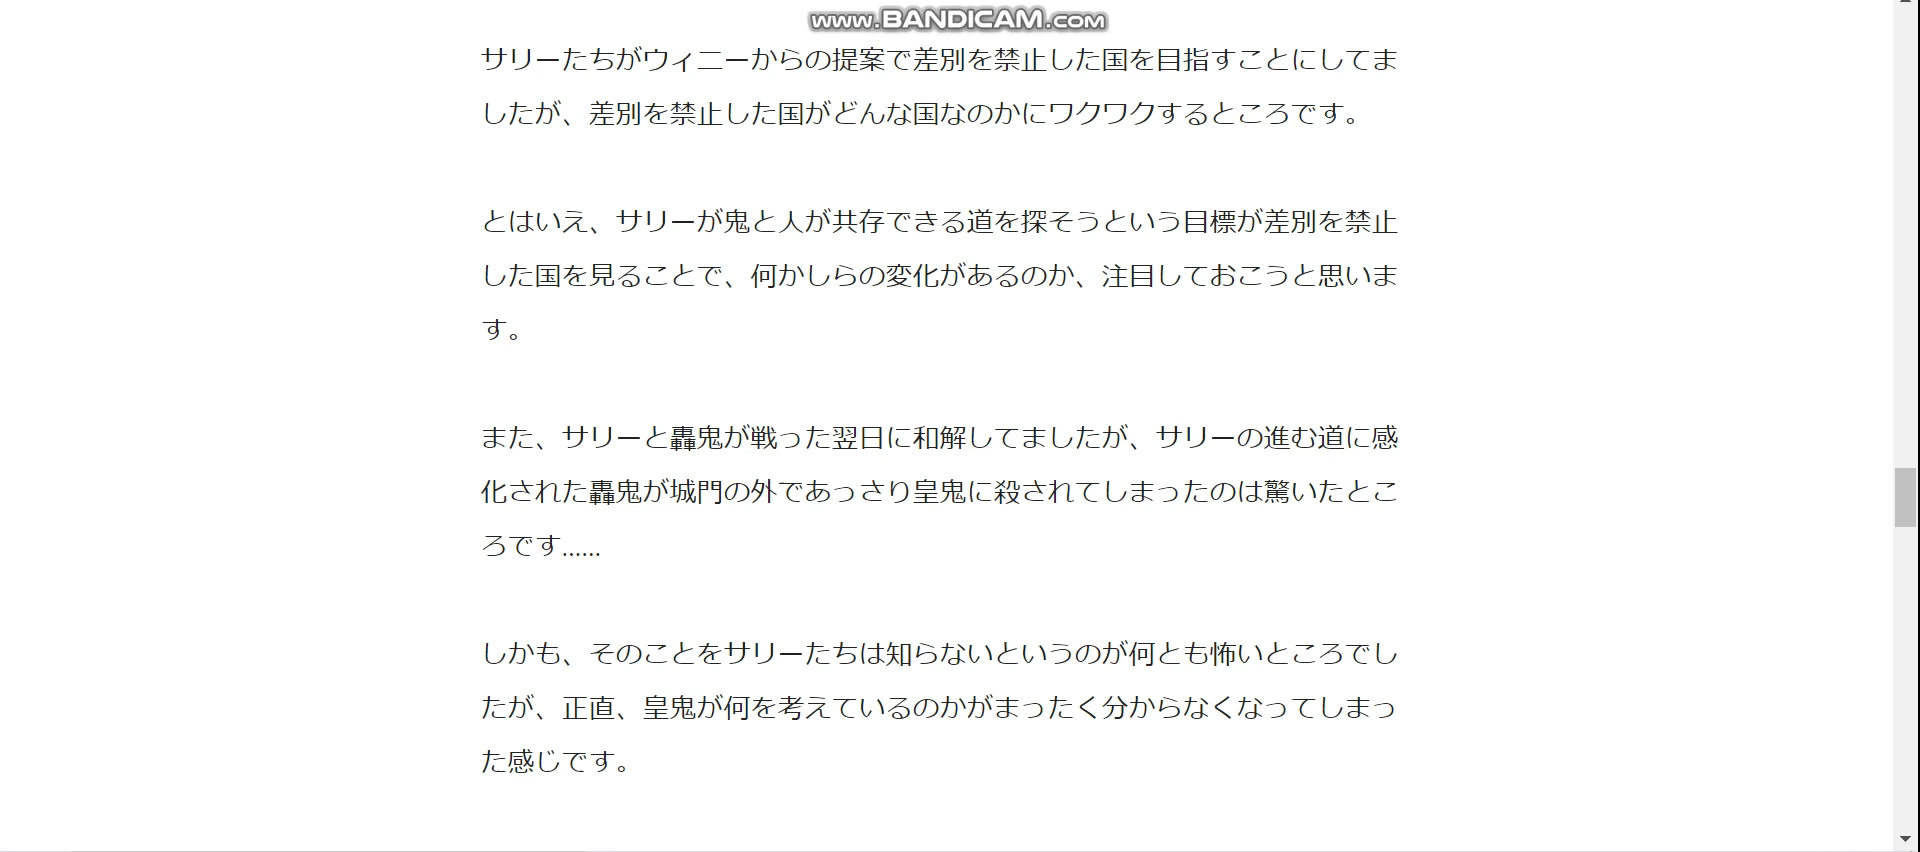 www.BANDICAM.com
サリーたちがウィニーからの提案で差別を禁止した国を目指すことにしてま
したが、差別を禁止した国がどんな国なのかにワクワクするところです。
とはいえ、サリーが鬼と人が共存できる道を探そうという目標が差別を禁止
した国を見ることで、何かしらの変化があるのか、注目しておこうと思いま
す。
また、サリーと轟鬼が戦った翌日に和解してましたが、サリーの進む道に感
化された轟鬼が城門の外であっさり皇鬼に殺されてしまったのは驚いたとこ
ろです……
しかも、そのことをサリーたちは知らないというのが何とも怖いところでし
たが、正直、皇鬼が何を考えているのかがまったく分からなくなってしまっ
た感じです。